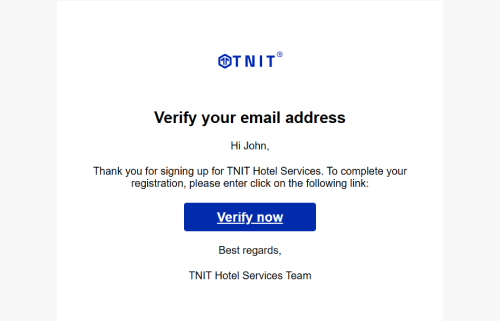 TNIT®
Verify your email address
Hi John,
Thank you for signing up for TNIT Hotel Services. To complete your
registration, please enter click on the following link:
Verify now
Best regards,
TNIT Hotel Services Team